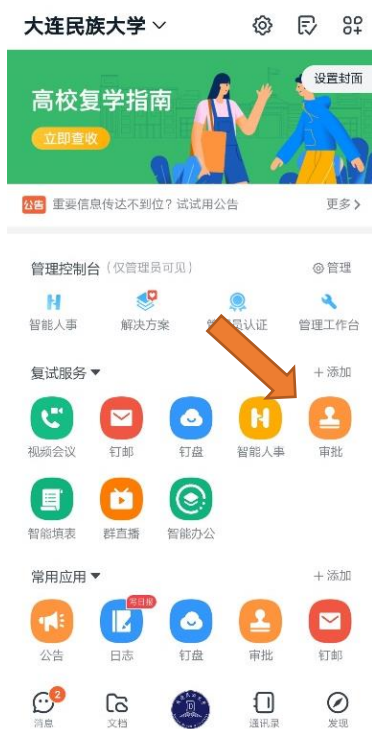 大连民族大学
设置封面
高校复学指南
立即查收
公告 重要信息传达不到位？试试用公告 更多
管理控制台（仅管理员可见） 管理
智能人事 解决方案 认证 管理工作台
复试服务 +添加
视频会议 钉邮 钉盘 智能人事 审批
智能填表 群直播 智能办公
常用应用 +添加
写日报
公告 日志 钉盘 审批 钉邮
2
消息 文档 通讯录 发现